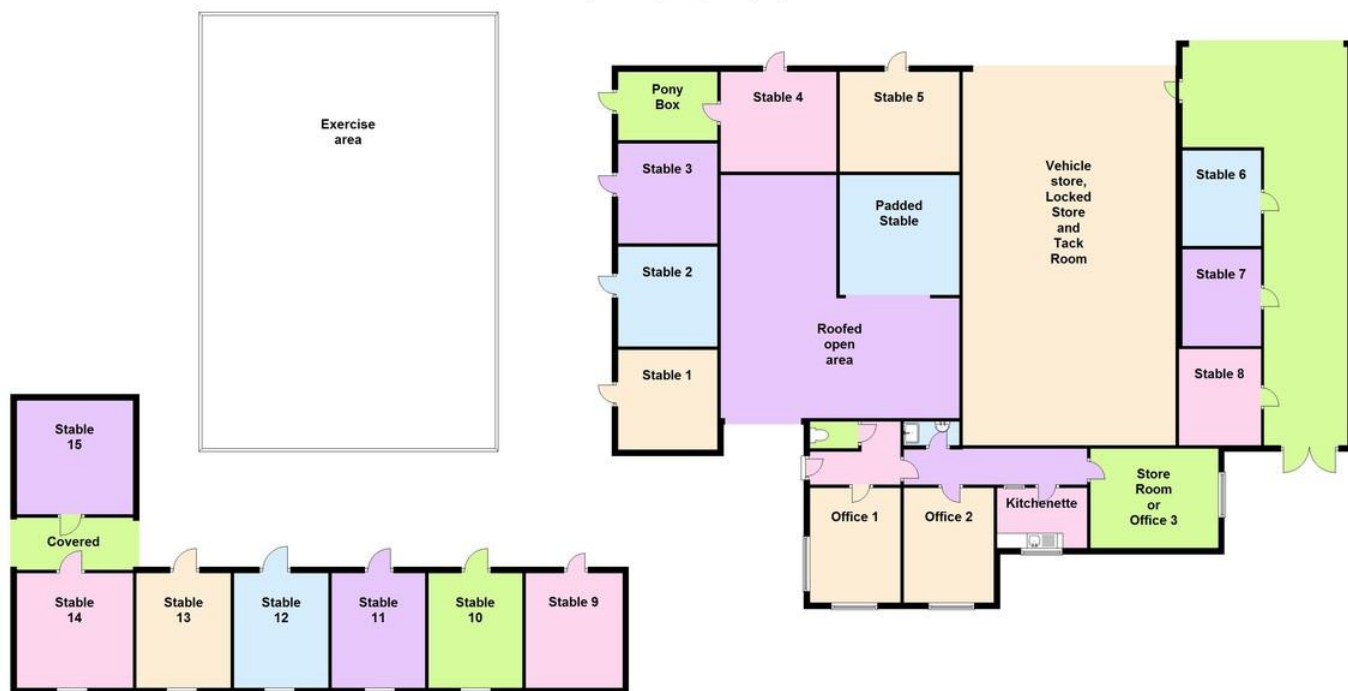 Exercise
area
Pony
Box
Stable 4
Stable 5
Stable 3
Padded
Stable
Stable 2
Roofed
open
area
Stable 1
Vehicle
store,
Locked
Store
and
Tack
Room
Stable 6
Stable 7
Stable 8
Stable
15
Covered
Stable
14
Stable
13
Stable
12
Stable
11
Stable
10
Stable 9
Office 1
Office 2
Kitchenette
Store
Room
or
Office 3